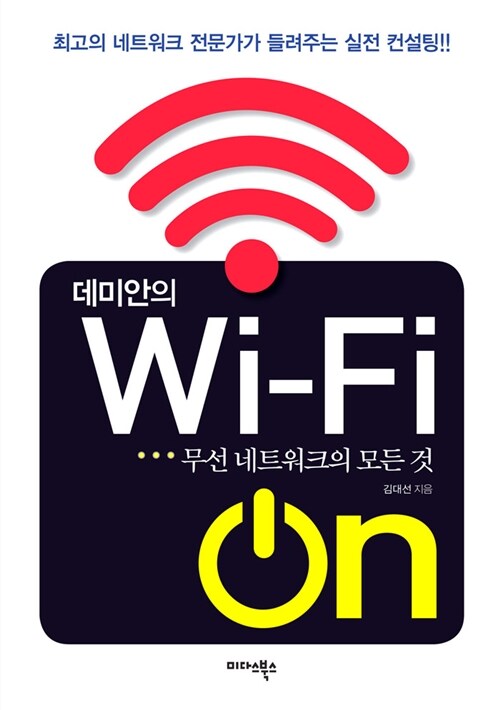 최고의 네트워크 전문가가 들려주는 실전 컨설팅!!
데미안의
Wi-Fi
••• 무선 네트워크의 모든 것
김대선 지음
On
미다스북스